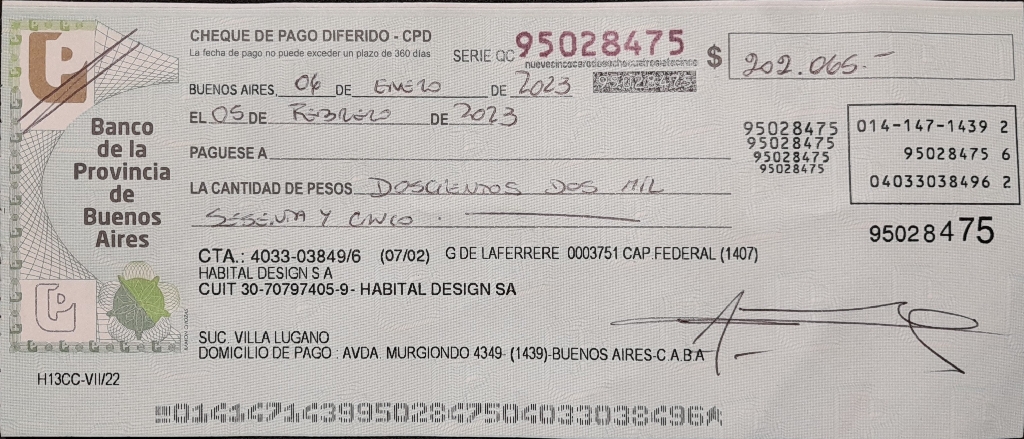 CHEQUE DE PAGO DIFERIDO - CPD
La fecha de pago no puede exceder un plazo de 360 días
SERIE QC 95028475
nuevecincocerodosochocuatrosietecinco
$ 202.065.-
BUENOS AIRES, 06 DE ENERO DE 2023
EL 05 DE FEBRERO DE 2023
PAGUESE A
LA CANTIDAD DE PESOS DOSCIENTOS DOS MIL
SESENTA Y CINCO.
95028475
95028475
95028475
95028475
014-147-1439 2
95028475 6
04033038496 2
95028475
Banco
de la
Provincia
de
Buenos
Aires
CTA.: 4033-03849/6 (07/02) G DE LAFERRERE 0003751 CAP.FEDERAL (1407)
HABITAL DESIGN S A
CUIT 30-70797405-9- HABITAL DESIGN SA
SUC. VILLA LUGANO
DOMICILIO DE PAGO : AVDA. MURGIONDO 4349- (1439)-BUENOS AIRES-C.A.B.A
H13CC-VII/22
01414714399502847504033038496